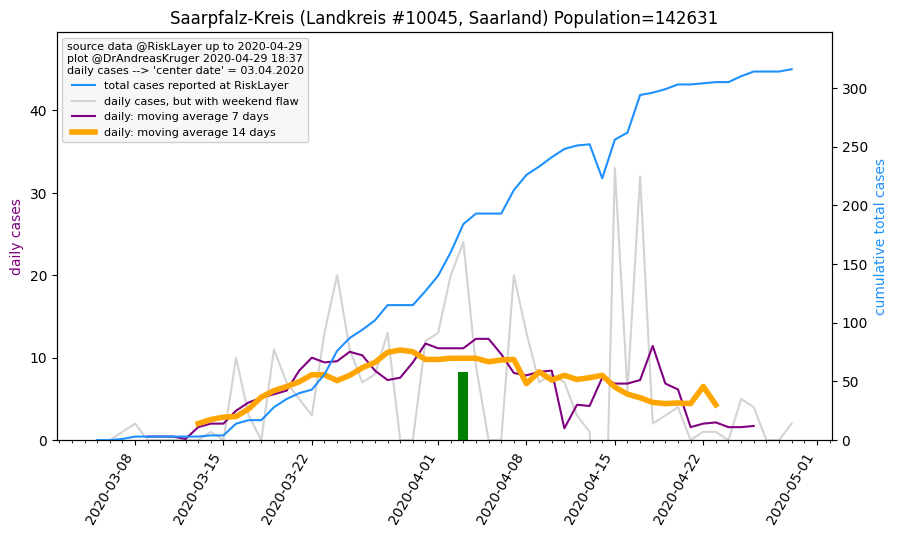 Saarpfalz-Kreis (Landkreis #10045, Saarland) Population=142631
source data @RiskLayer up to 2020-04-29
plot @DrAndreasKruger 2020-04-29 18:37
daily cases --> 'center date' = 03.04.2020
total cases reported at RiskLayer
daily cases, but with weekend flaw
daily: moving average 7 days
daily: moving average 14 days
daily cases
0
10
20
30
40
cumulative total cases
0
50
100
150
200
250
300
2020-03-08
2020-03-15
2020-03-22
2020-04-01
2020-04-08
2020-04-15
2020-04-22
2020-05-01